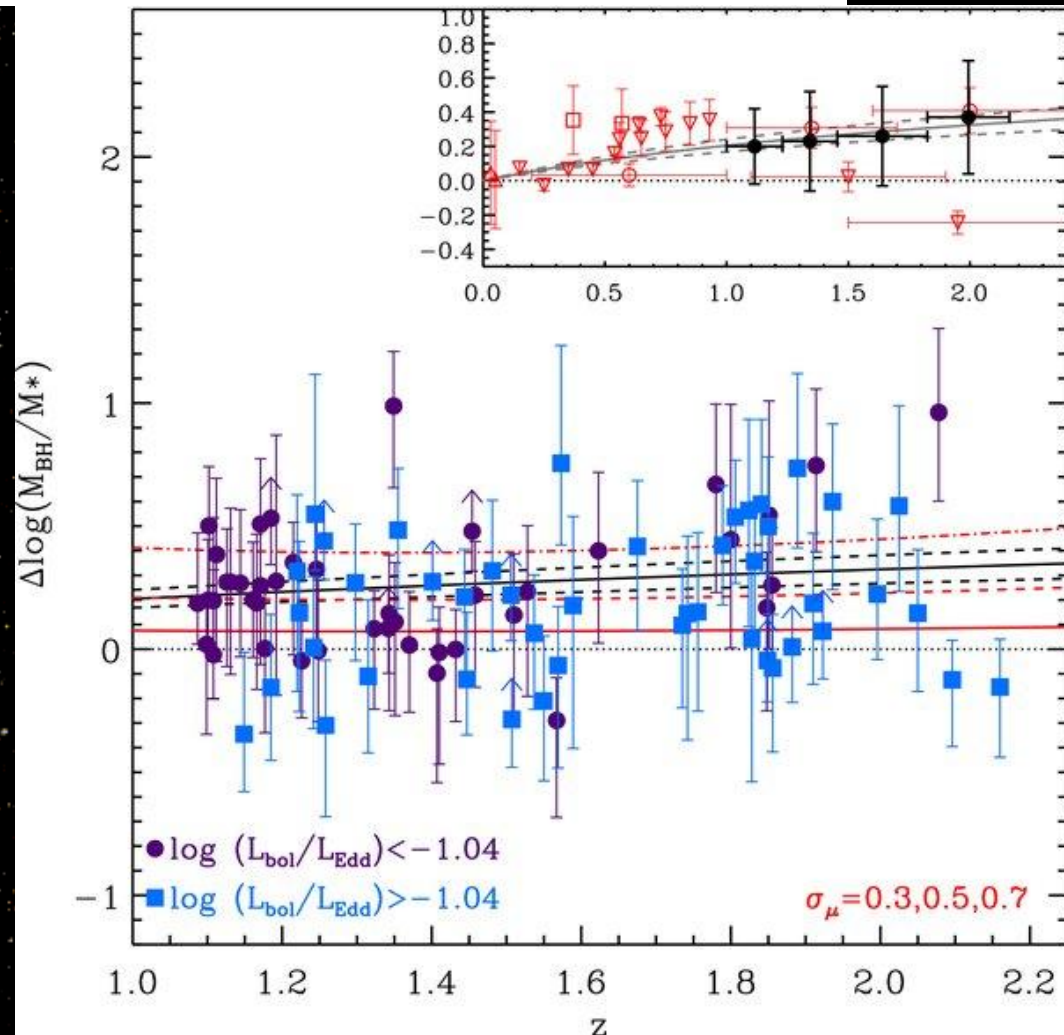 1.0
0.8
0.6
0.4
0.2
0.0
−0.2
−0.4
0.0 0.5 1.0 1.5 2.0
2
1
0
−1
Δlog(M_BH/M*)
log (L_bol/L_Edd)<−1.04
log (L_bol/L_Edd)>−1.04
σ_μ=0.3,0.5,0.7
1.0 1.2 1.4 1.6 1.8 2.0 2.2
z